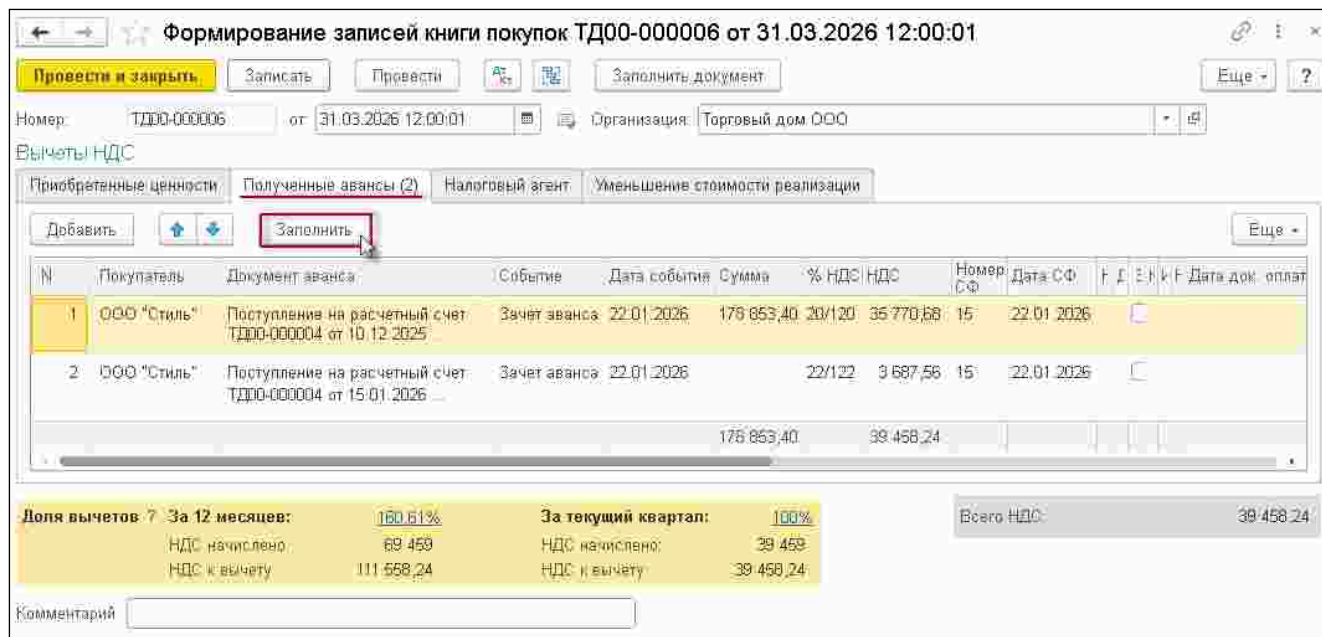 Формирование записей книги покупок ТД00-000006 от 31.03.2026 12:00:01
Провести и закрыть Записать Провести Заполнить документ Еще ?
Номер: ТД00-000006 от: 31.03.2026 12:00:01 Организация: Торговый дом ООО
Вычеты НДС
Приобретенные ценности Полученные авансы (2) Налоговый агент Уменьшение стоимости реализации
Добавить Заполнить Еще
N Покупатель Документ аванса Событие Дата события Сумма % НДС НДС Номер СФ Дата СФ Дата док. оплат
1 ООО "Стиль" Поступление на расчетный счет Зачет аванса 22.01.2026 178 853,40 20/120 35 770,68 15 22.01.2026
ТД00-000004 от 10.12.2025 ...
2 ООО "Стиль" Поступление на расчетный счет Зачет аванса 22.01.2026 22/122 3 687,56 15 22.01.2026
ТД00-000004 от 15.01.2026 ...
178 853,40 39 458,24
Доля вычетов ? За 12 месяцев: 160.61% За текущий квартал: 100% Всего НДС: 39 458,24
НДС начислено: 69 459 НДС начислено: 39 459
НДС к вычету: 111 558,24 НДС к вычету: 39 458,24
Комментарий: